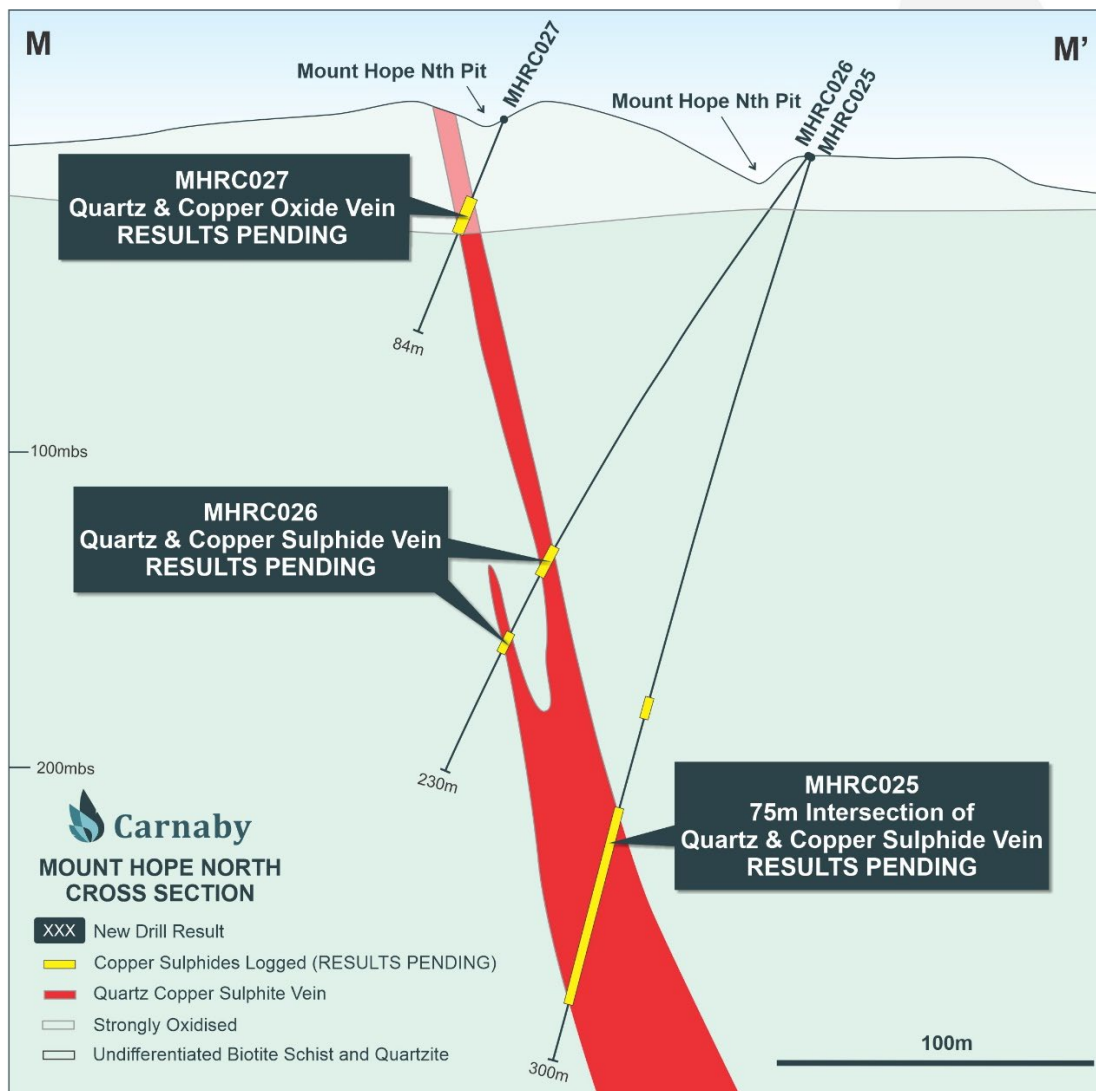 M
M'
Mount Hope Nth Pit
MHRC027
Mount Hope Nth Pit
MHRC026
MHRC025
MHRC027
Quartz & Copper Oxide Vein
RESULTS PENDING
84m
100mbs
MHRC026
Quartz & Copper Sulphide Vein
RESULTS PENDING
200mbs
230m
MHRC025
75m Intersection of
Quartz & Copper Sulphide Vein
RESULTS PENDING
Carnaby
MOUNT HOPE NORTH
CROSS SECTION
XXX New Drill Result
Copper Sulphides Logged (RESULTS PENDING)
Quartz Copper Sulphite Vein
Strongly Oxidised
Undifferentiated Biotite Schist and Quartzite
300m
100m